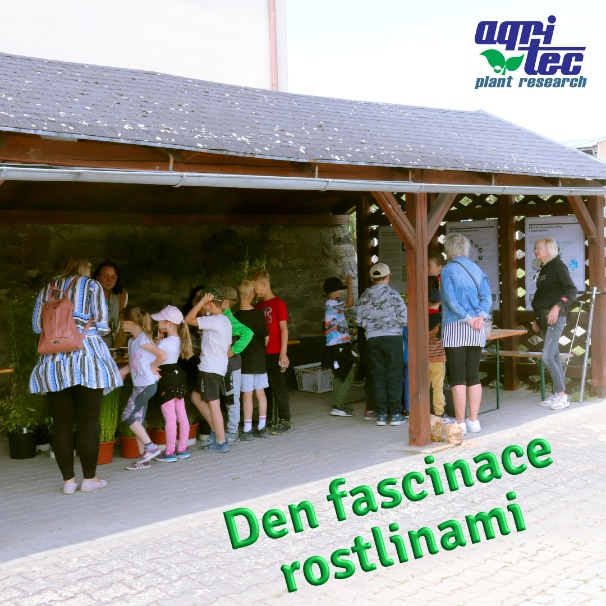 agri
tec
plant research
Den fascinace
rostlinami